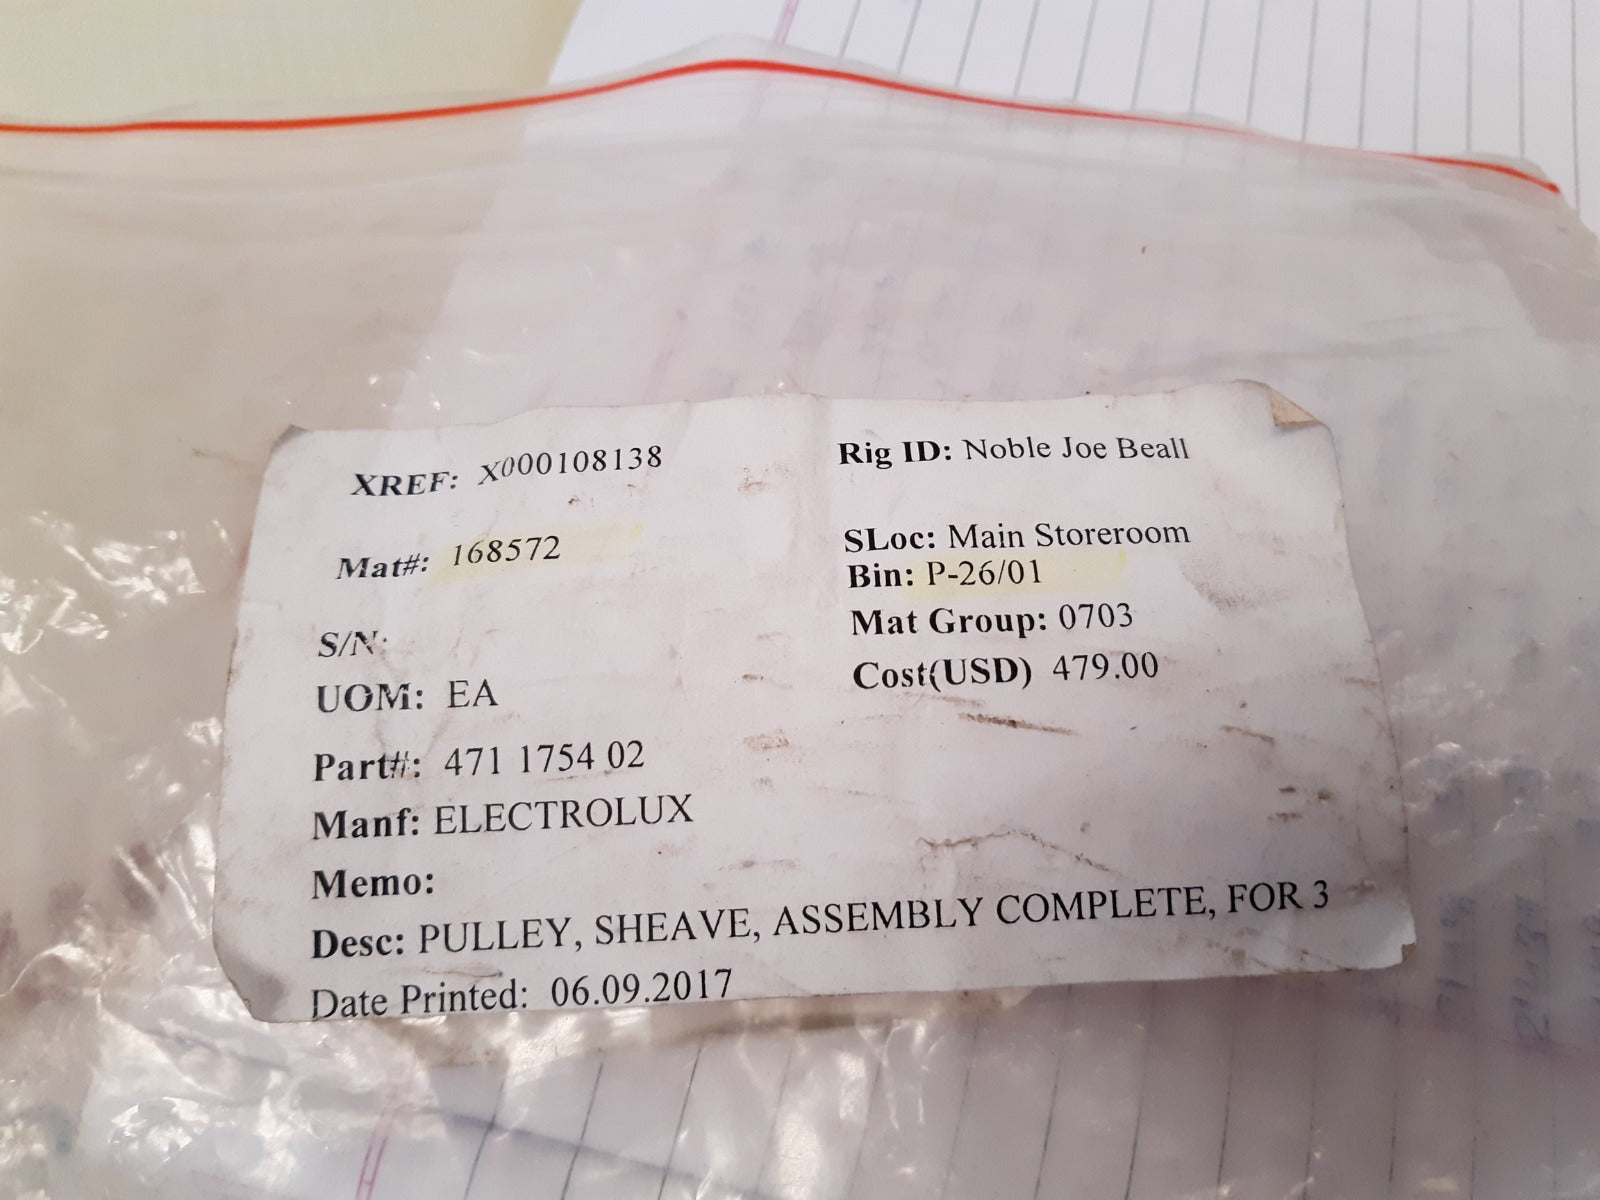 XREF: X000108138
Rig ID: Noble Joe Beall
Mat#: 168572
SLoc: Main Storeroom
Bin: P-26/01
S/N:
Mat Group: 0703
UOM: EA
Cost(USD) 479.00
Part#: 471 1754 02
Manf: ELECTROLUX
Memo:
Desc: PULLEY, SHEAVE, ASSEMBLY COMPLETE, FOR 3
Date Printed: 06.09.2017